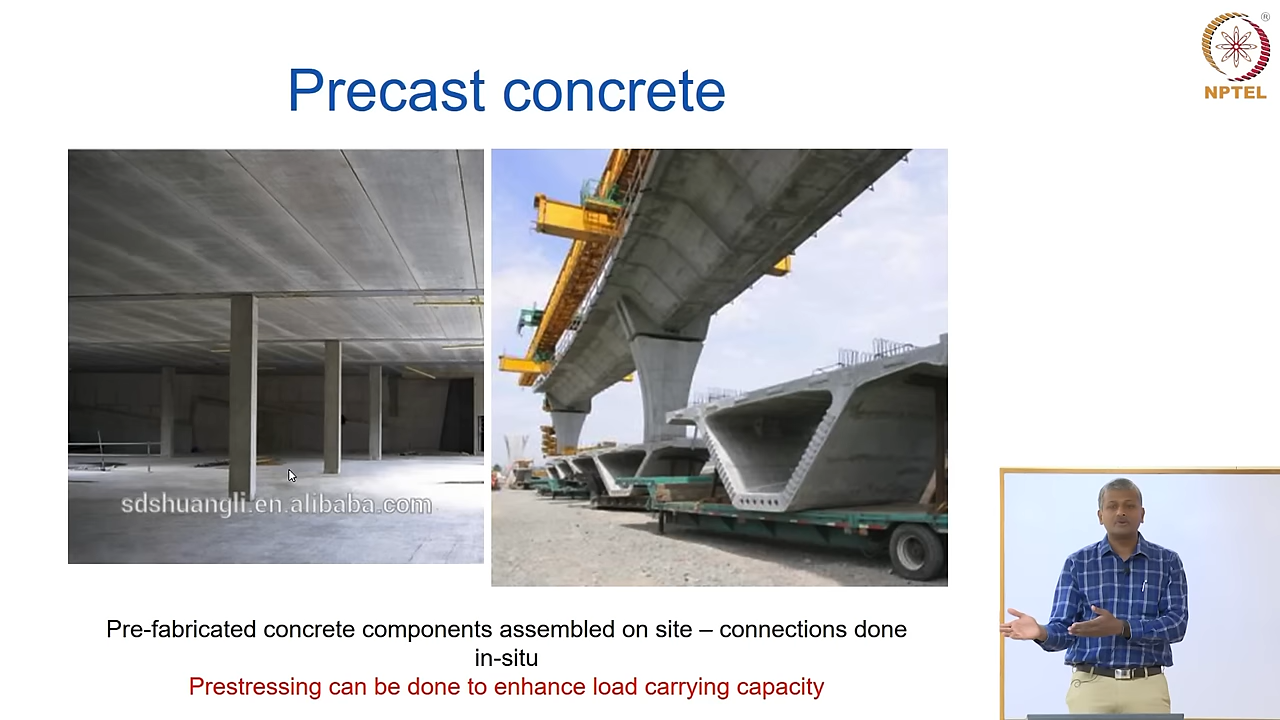 ®
NPTEL
Precast concrete
sdshuangli.en.alibaba.com
Pre-fabricated concrete components assembled on site – connections done
in-situ
Prestressing can be done to enhance load carrying capacity